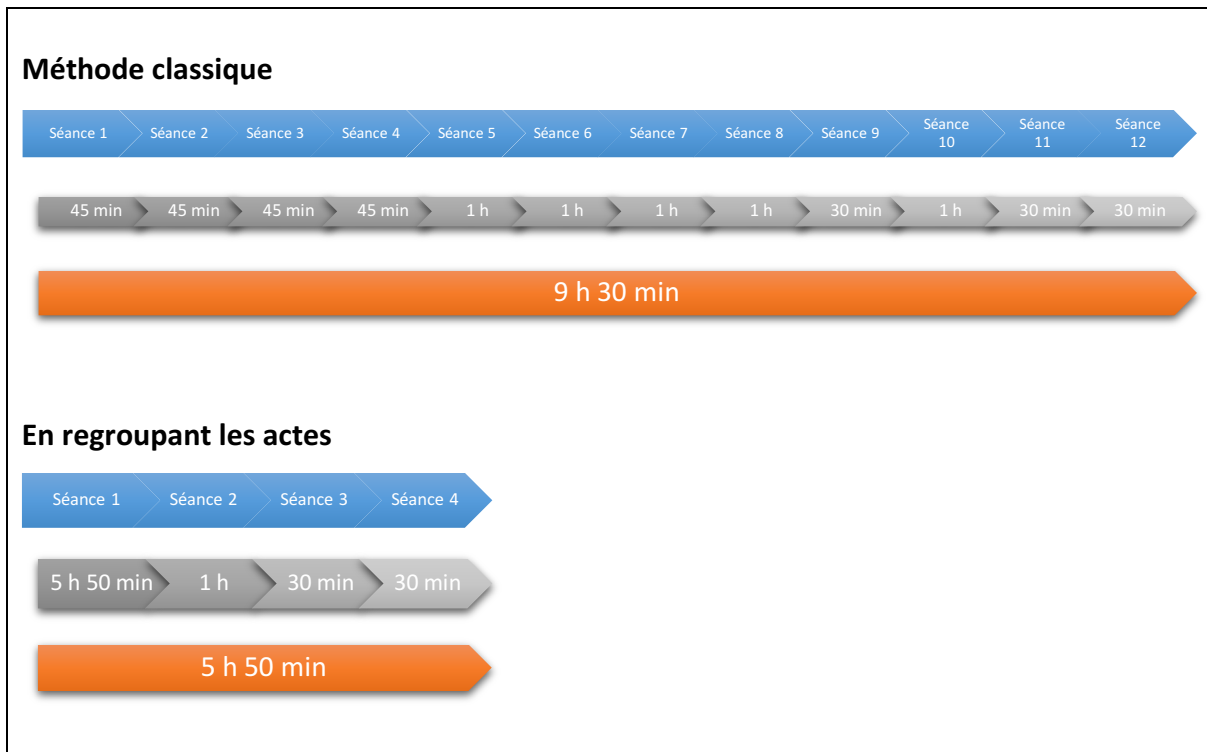 Méthode classique
Séance 1 Séance 2 Séance 3 Séance 4 Séance 5 Séance 6 Séance 7 Séance 8 Séance 9 Séance 10 Séance 11 Séance 12
45 min 45 min 45 min 45 min 1 h 1 h 1 h 1 h 30 min 1 h 30 min 30 min
9 h 30 min
En regroupant les actes
Séance 1 Séance 2 Séance 3 Séance 4
5 h 50 min 1 h 30 min 30 min
5 h 50 min